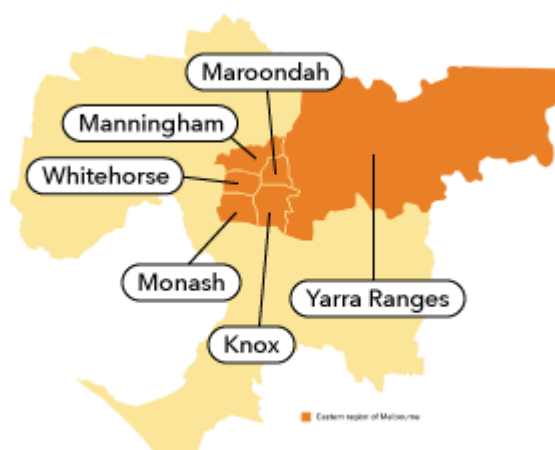 Maroondah
Manningham
Whitehorse
Monash
Yarra Ranges
Knox
Eastern region of Melbourne